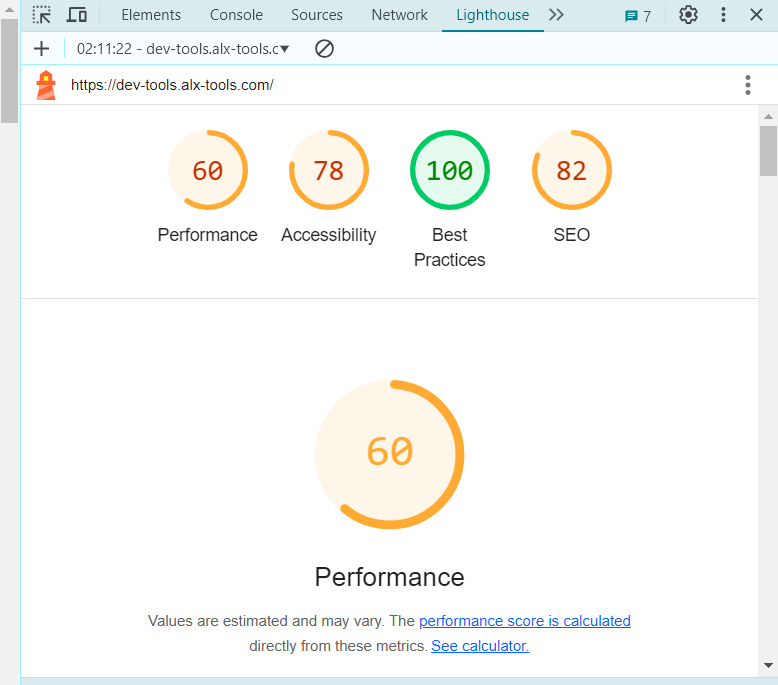 Elements Console Sources Network Lighthouse 7
02:11:22 - dev-tools.alx-tools.c
https://dev-tools.alx-tools.com/
60 78 100 82
Performance Accessibility Best Practices SEO
60
Performance
Values are estimated and may vary. The performance score is calculated
directly from these metrics. See calculator.